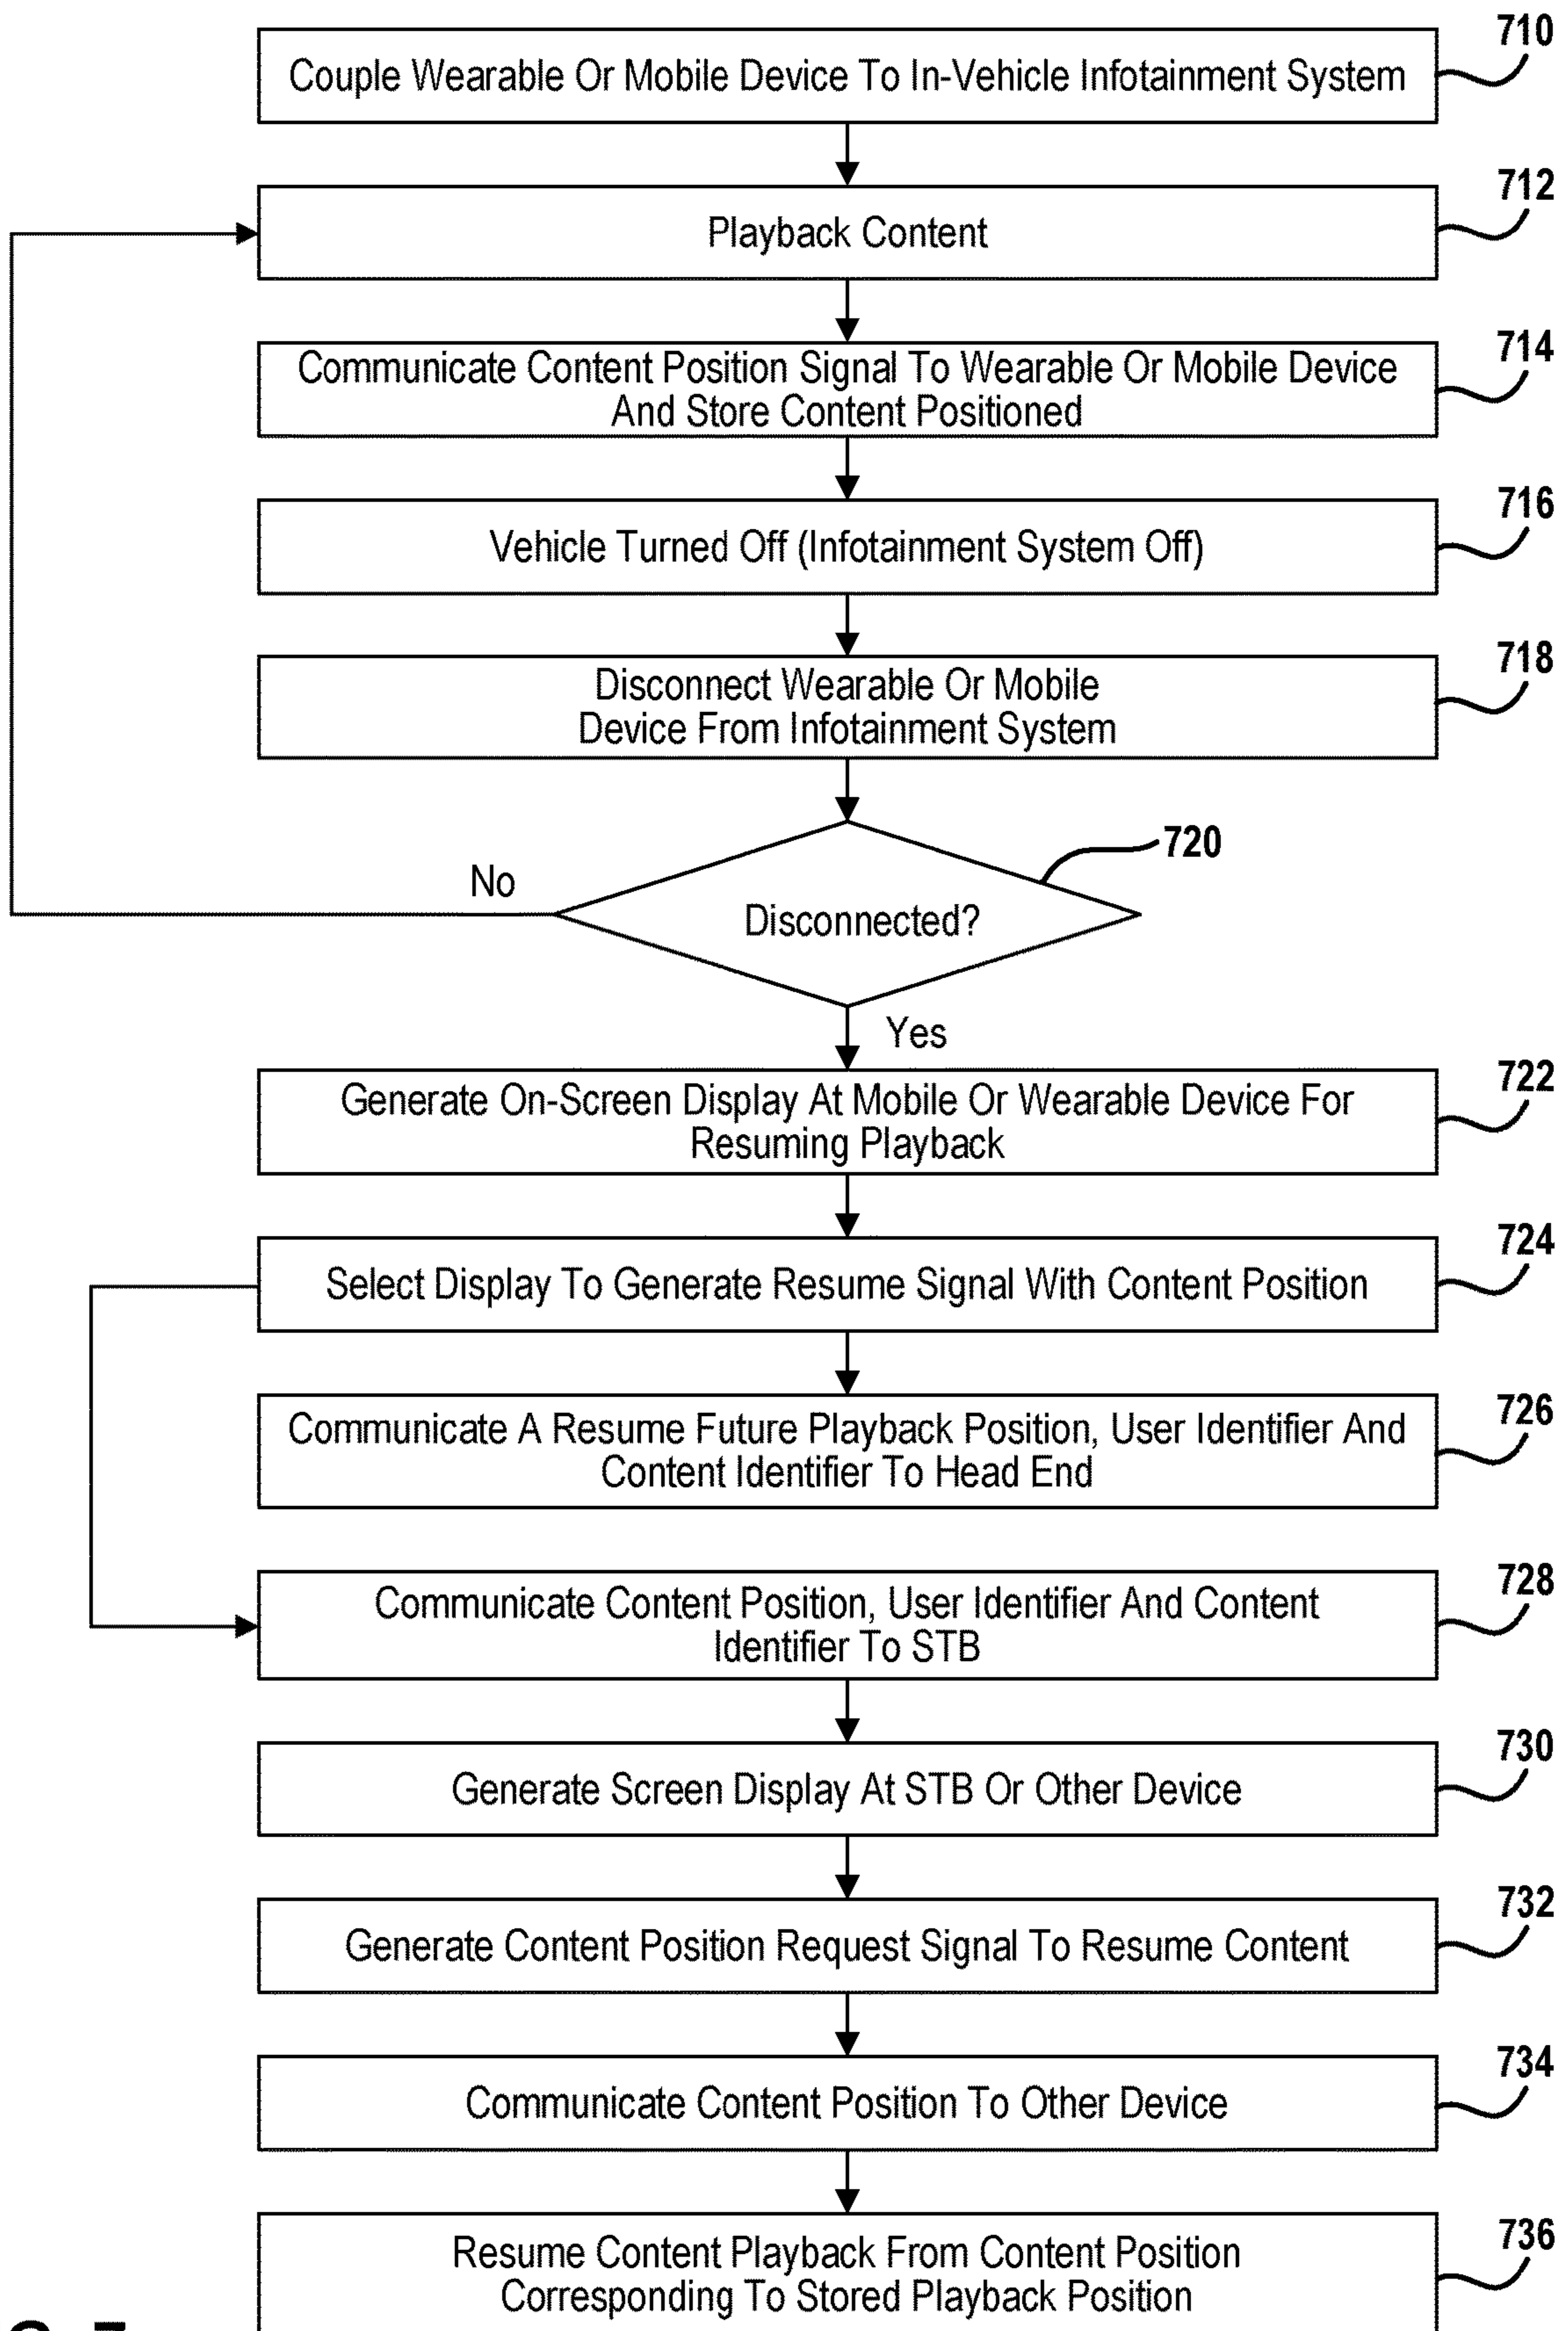 710
Couple Wearable Or Mobile Device To In-Vehicle Infotainment System
712
Playback Content
714
Communicate Content Position Signal To Wearable Or Mobile Device
And Store Content Positioned
716
Vehicle Turned Off (Infotainment System Off)
718
Disconnect Wearable Or Mobile
Device From Infotainment System
720
No
Disconnected?
Yes
722
Generate On-Screen Display At Mobile Or Wearable Device For
Resuming Playback
724
Select Display To Generate Resume Signal With Content Position
726
Communicate A Resume Future Playback Position, User Identifier And
Content Identifier To Head End
728
Communicate Content Position, User Identifier And Content
Identifier To STB
730
Generate Screen Display At STB Or Other Device
732
Generate Content Position Request Signal To Resume Content
734
Communicate Content Position To Other Device
736
Resume Content Playback From Content Position
Corresponding To Stored Playback Position